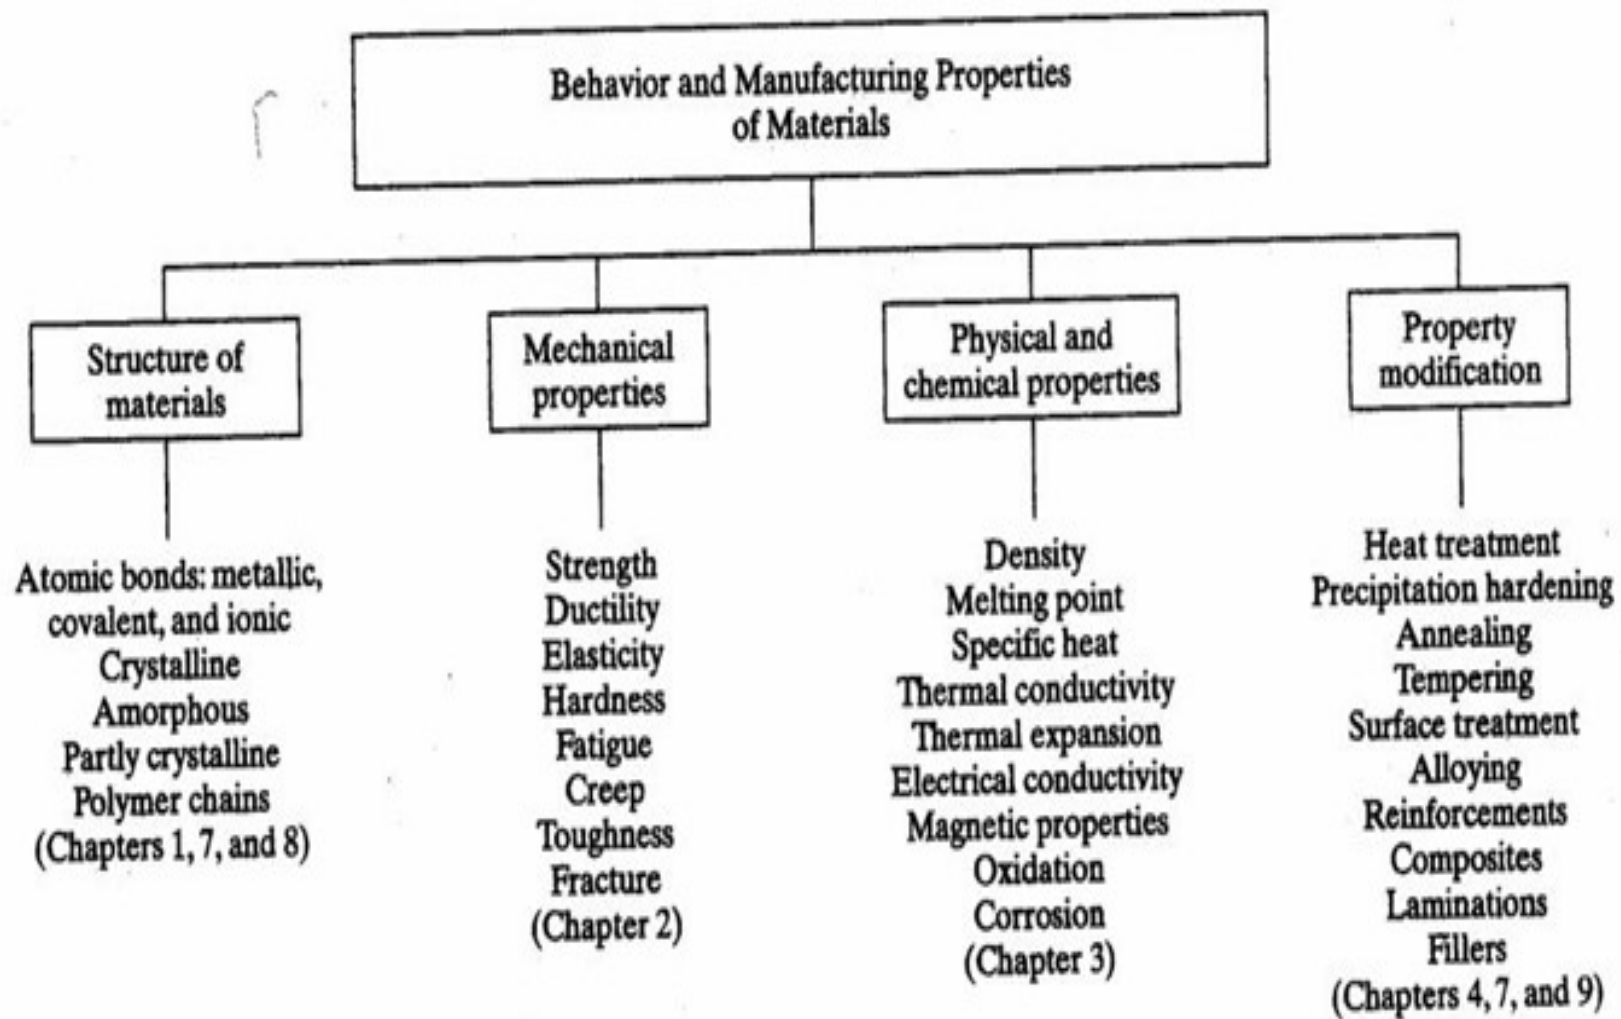 Behavior and Manufacturing Properties
of Materials
Structure of
materials
Atomic bonds: metallic,
covalent, and ionic
Crystalline
Amorphous
Partly crystalline
Polymer chains
(Chapters 1, 7, and 8)
Mechanical
properties
Strength
Ductility
Elasticity
Hardness
Fatigue
Creep
Toughness
Fracture
(Chapter 2)
Physical and
chemical properties
Density
Melting point
Specific heat
Thermal conductivity
Thermal expansion
Electrical conductivity
Magnetic properties
Oxidation
Corrosion
(Chapter 3)
Property
modification
Heat treatment
Precipitation hardening
Annealing
Tempering
Surface treatment
Alloying
Reinforcements
Composites
Laminations
Fillers
(Chapters 4, 7, and 9)